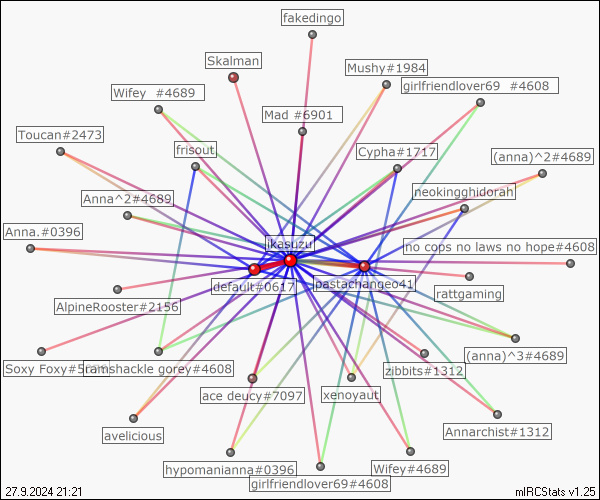 fakedingo
Skalman
Mushy#1984
girlfriendlover69 #4608
Wifey #4689
Mad #6901
Toucan#2473
frisout
Cypha#1717
(anna)^2#4689
neokingghidorah
Anna^2#4689
Anna.#0396
ikasuzu
no cops no laws no hope#4608
default#0617
pastachangeo41
rattgaming
AlpineRooster#2156
(anna)^3#4689
Soxy Foxy#5
ramshackle gorey#4608
zibbits#1312
ace deucy#7097
xenoyaut
avelicious
Annarchist#1312
hypomanianna#0396
Wifey#4689
girlfriendlover69#4608
27.9.2024 21:21
mIRCStats v1.25